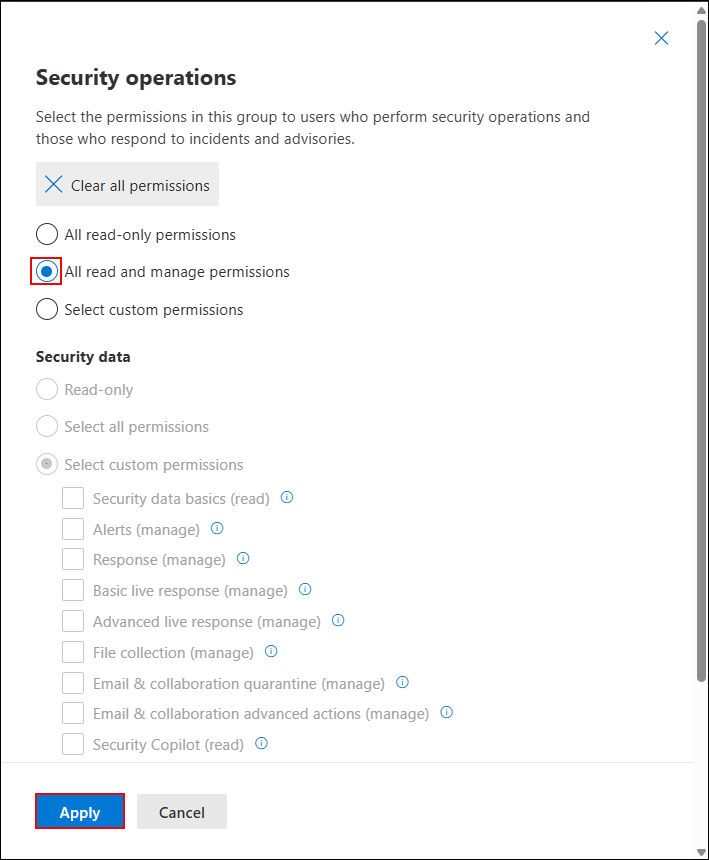 Security operations
Select the permissions in this group to users who perform security operations and
those who respond to incidents and advisories.
Clear all permissions
All read-only permissions
All read and manage permissions
Select custom permissions
Security data
Read-only
Select all permissions
Select custom permissions
Security data basics (read)
Alerts (manage)
Response (manage)
Basic live response (manage)
Advanced live response (manage)
File collection (manage)
Email & collaboration quarantine (manage)
Email & collaboration advanced actions (manage)
Security Copilot (read)
Apply
Cancel